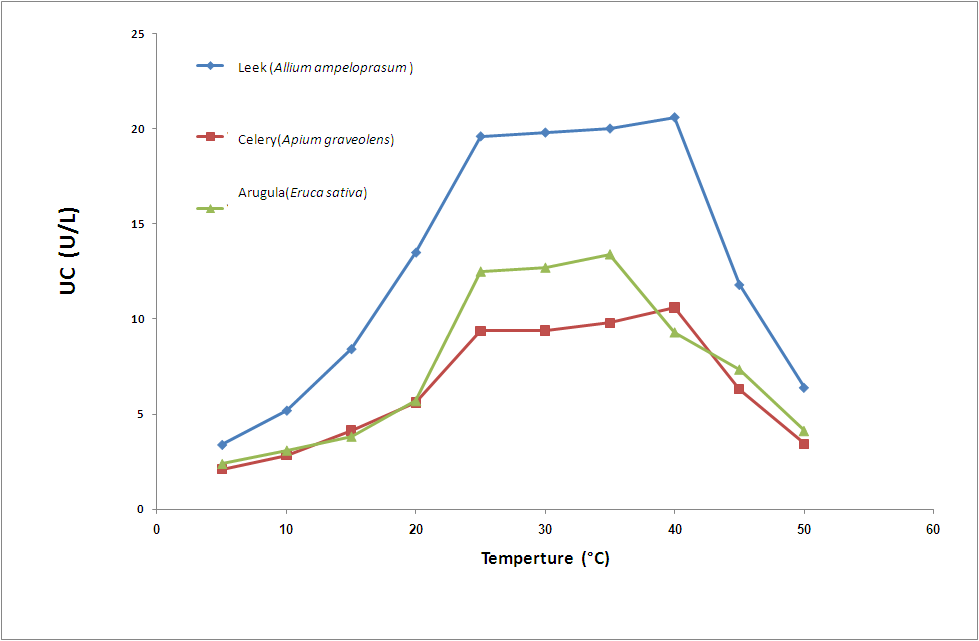 25
20
15
10
5
0
UC (U/L)
Leek (Allium ampeloprasum )
Celery(Apium graveolens)
Arugula(Eruca sativa)
0 10 20 30 40 50 60
Temperture (°C)